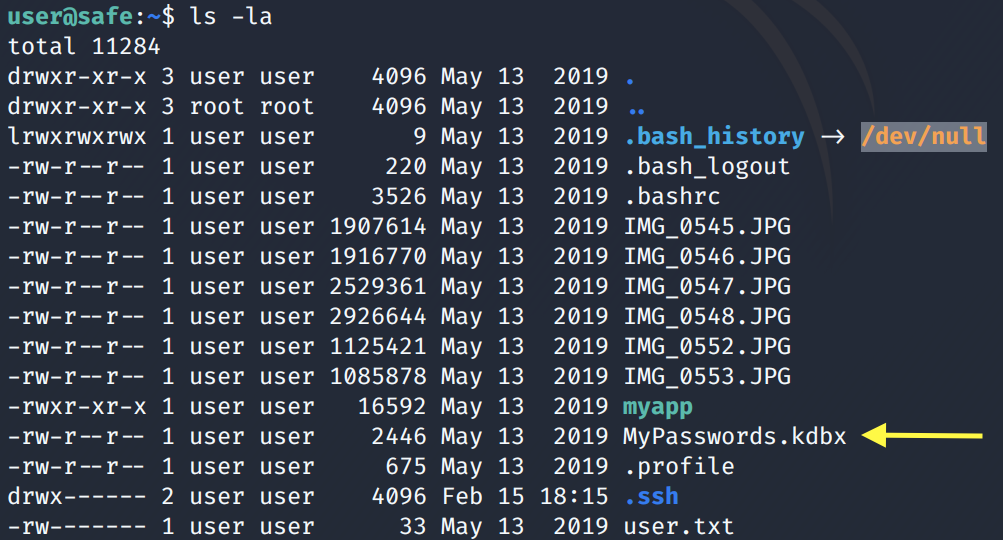 user@safe:~$ ls -la
total 11284
drwxr-xr-x 3 user user    4096 May 13  2019 .
drwxr-xr-x 3 root root    4096 May 13  2019 ..
lrwxrwxrwx 1 user user       9 May 13  2019 .bash_history → /dev/null
-rw-r--r-- 1 user user     220 May 13  2019 .bash_logout
-rw-r--r-- 1 user user    3526 May 13  2019 .bashrc
-rw-r--r-- 1 user user 1907614 May 13  2019 IMG_0545.JPG
-rw-r--r-- 1 user user 1916770 May 13  2019 IMG_0546.JPG
-rw-r--r-- 1 user user 2529361 May 13  2019 IMG_0547.JPG
-rw-r--r-- 1 user user 2926644 May 13  2019 IMG_0548.JPG
-rw-r--r-- 1 user user 1125421 May 13  2019 IMG_0552.JPG
-rw-r--r-- 1 user user 1085878 May 13  2019 IMG_0553.JPG
-rwxr-xr-x 1 user user   16592 May 13  2019 myapp
-rw-r--r-- 1 user user    2446 May 13  2019 MyPasswords.kdbx
-rw-r--r-- 1 user user     675 May 13  2019 .profile
drwx------ 2 user user    4096 Feb 15 18:15 .ssh
-rw------- 1 user user      33 May 13  2019 user.txt